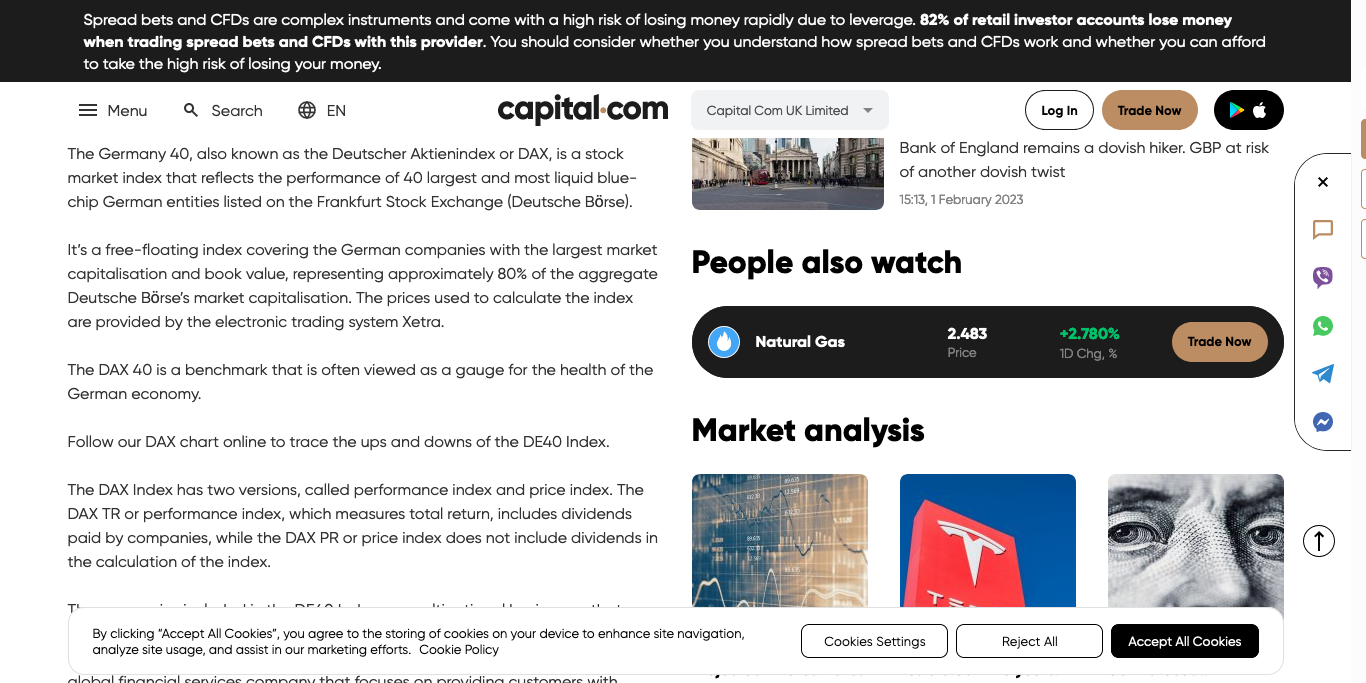 Spread bets and CFDs are complex instruments and come with a high risk of losing money rapidly due to leverage. 82% of retail investor accounts lose money
when trading spread bets and CFDs with this provider. You should consider whether you understand how spread bets and CFDs work and whether you can afford
to take the high risk of losing your money.
Menu
Search
EN
capital.com
Capital Com UK Limited
Log In
Trade Now
The Germany 40, also known as the Deutscher Aktienindex or DAX, is a stock
market index that reflects the performance of 40 largest and most liquid blue-
chip German entities listed on the Frankfurt Stock Exchange (Deutsche Börse).
It's a free-floating index covering the German companies with the largest market
capitalisation and book value, representing approximately 80% of the aggregate
Deutsche Börse's market capitalisation. The prices used to calculate the index
are provided by the electronic trading system Xetra.
The DAX 40 is a benchmark that is often viewed as a gauge for the health of the
German economy.
Follow our DAX chart online to trace the ups and downs of the DE40 Index.
The DAX Index has two versions, called performance index and price index. The
DAX TR or performance index, which measures total return, includes dividends
paid by companies, while the DAX PR or price index does not include dividends in
the calculation of the index.
global financial services company that focuses on providing customers with
Bank of England remains a dovish hiker. GBP at risk
of another dovish twist
15:13, 1 February 2023
People also watch
Natural Gas
2.483
Price
+2.780%
1D Chg, %
Trade Now
Market analysis
By clicking “Accept All Cookies”, you agree to the storing of cookies on your device to enhance site navigation,
analyze site usage, and assist in our marketing efforts. Cookie Policy
Cookies Settings
Reject All
Accept All Cookies